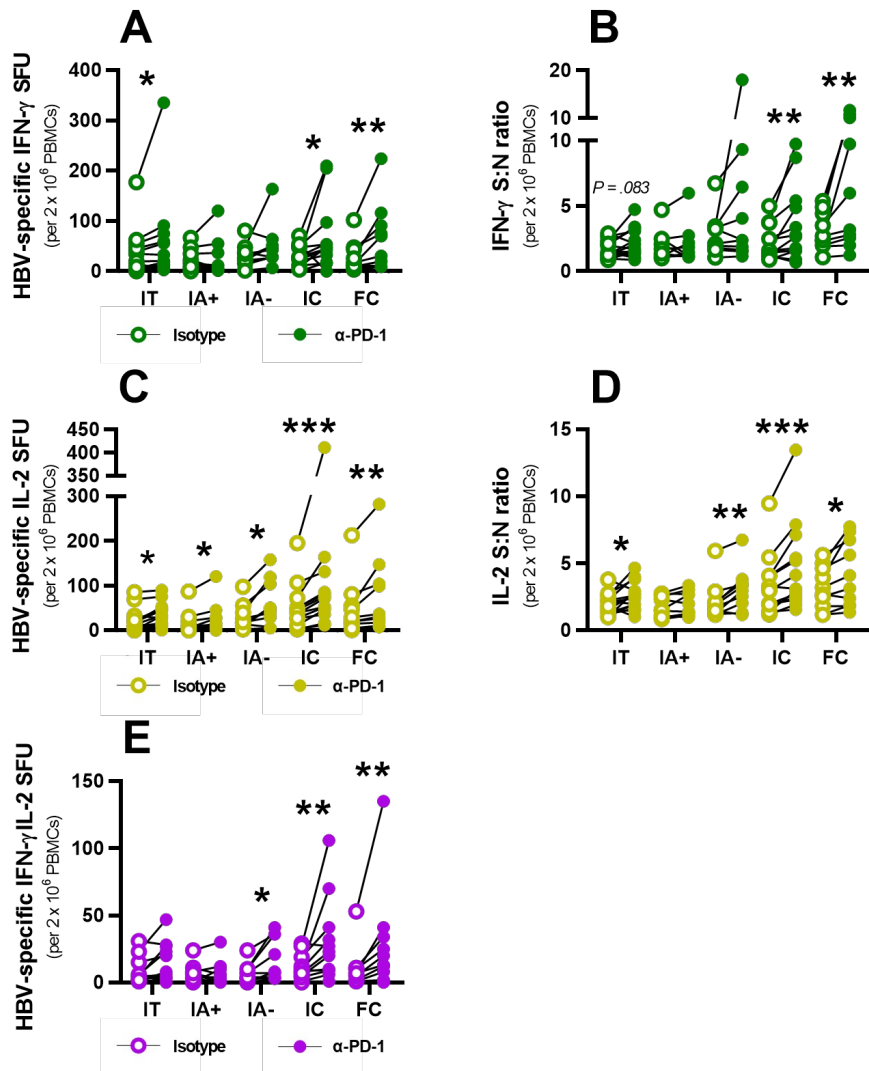 A
HBV-specific IFN-γ SFU
(per 2 x 10⁶ PBMCs)
400
300
200
100
0
*
*
**
IT IA+ IA- IC FC
Isotype α-PD-1
B
IFN-γ S:N ratio
(per 2 x 10⁶ PBMCs)
20
10
5
0
P = .083
**
**
IT IA+ IA- IC FC
C
HBV-specific IL-2 SFU
(per 2 x 10⁶ PBMCs)
450
400
350
300
200
100
0
*
*
*
***
**
IT IA+ IA- IC FC
Isotype α-PD-1
D
IL-2 S:N ratio
(per 2 x 10⁶ PBMCs)
15
10
5
0
*
**
***
*
IT IA+ IA- IC FC
E
HBV-specific IFN-γIL-2 SFU
(per 2 x 10⁶ PBMCs)
150
100
50
0
*
**
**
IT IA+ IA- IC FC
Isotype α-PD-1